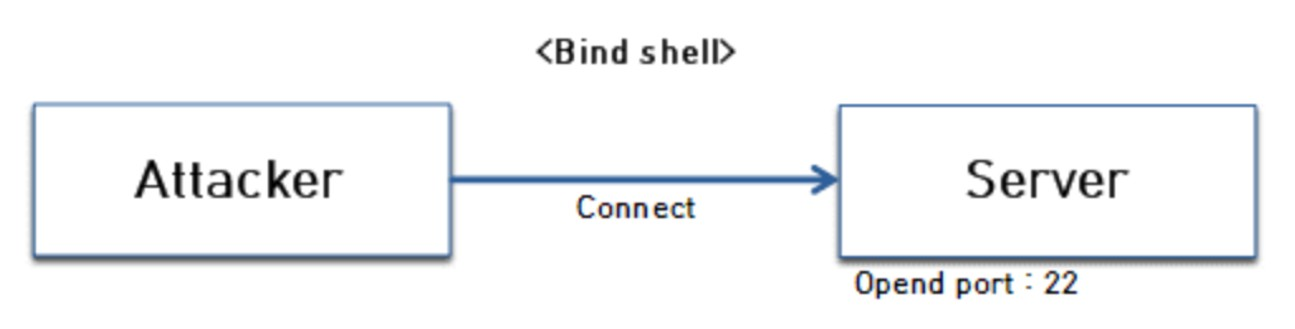 <Bind shell>
Attacker
Connect
Server
Opend port : 22